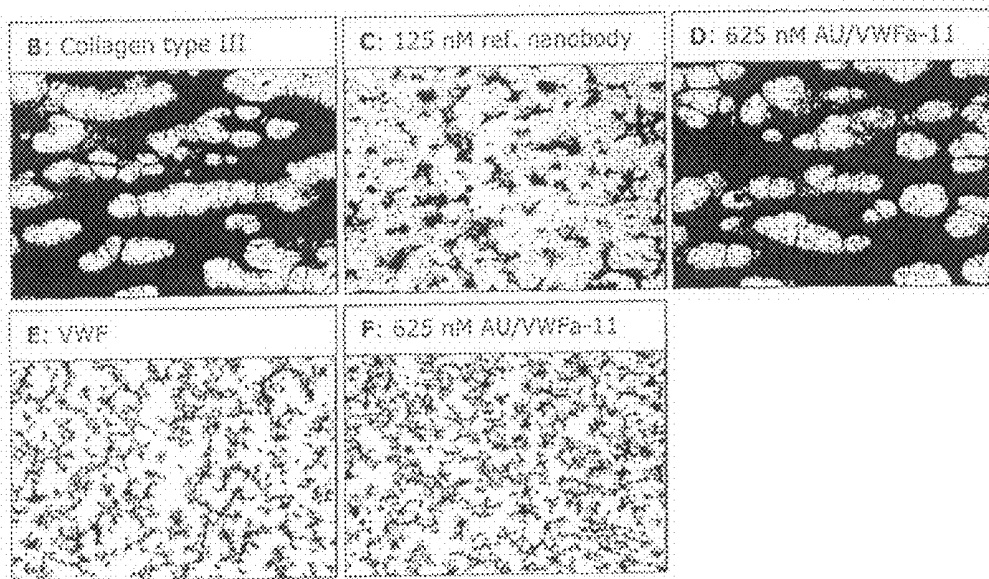 B: Collagen type III
C: 125 nM ref. nanobody
D: 625 nM AU/VWFa-11
E: VWF
F: 625 nM AU/VWFa-11